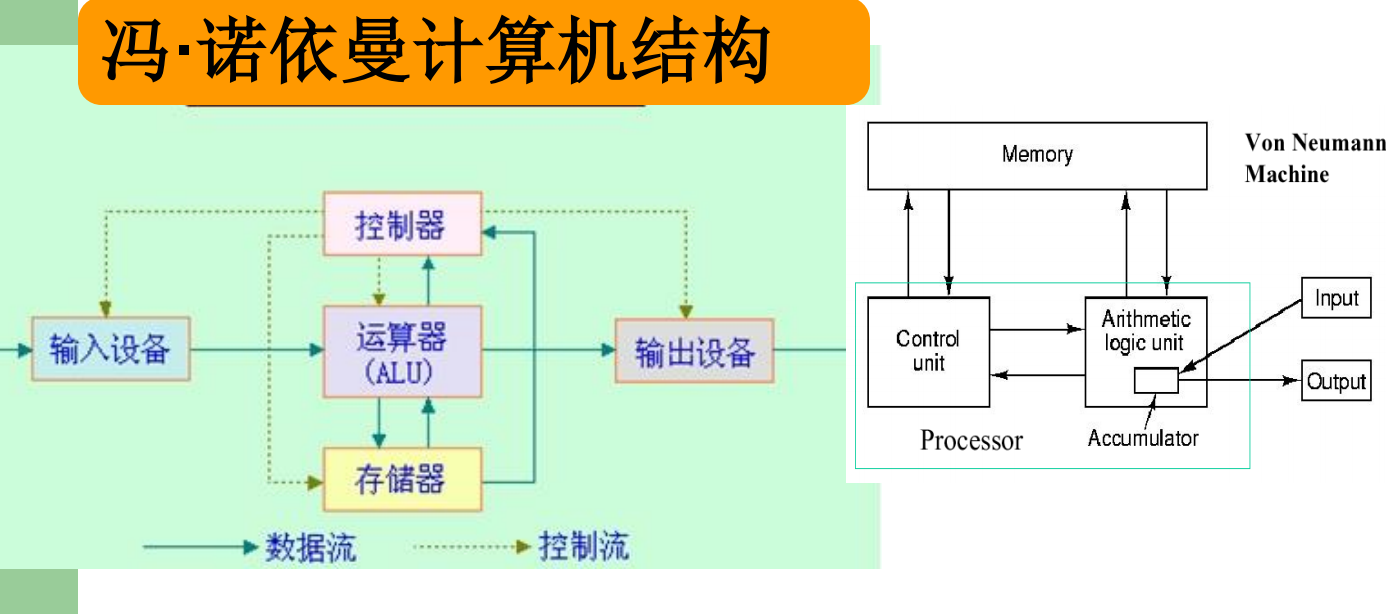 冯·诺依曼计算机结构
控制器
输入设备
运算器
(ALU)
输出设备
存储器
数据流
控制流
Von Neumann
Machine
Memory
Control
unit
Arithmetic
logic unit
Input
Output
Processor
Accumulator